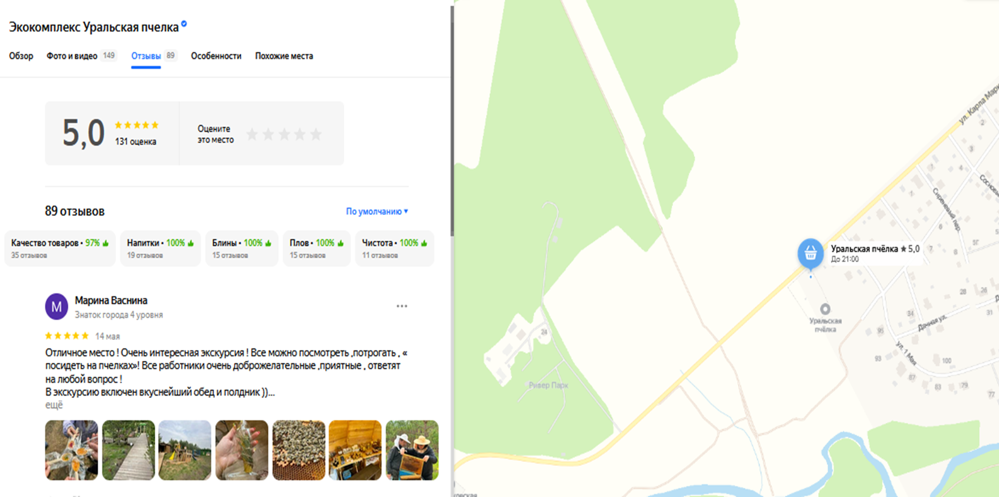 Экокомплекс Уральская пчелка
Обзор Фото и видео 149 Отзывы 89 Особенности Похожие места
5,0
131 оценка
Оцените
это место
89 отзывов
По умолчанию
Качество товаров • 97%
35 отзывов
Напитки • 100%
19 отзывов
Блины • 100%
15 отзывов
Плов • 100%
15 отзывов
Чистота • 100%
11 отзывов
М
Марина Васнина
Знаток города 4 уровня
14 мая
Отличное место ! Очень интересная экскурсия ! Все можно посмотреть ,потрогать , «
посидеть на пчелках»! Все работники очень доброжелательные ,приятные , ответят
на любой вопрос !
В экскурсию включен вкуснейший обед и полдник ))...
ещё
ул. Карла Марк
2
3
1
4
Сосновы
1
Сиреневый пер.
6
5
5Г
7
8
Уральская пчёлка ★ 5,0
До 21:00
Уральская
пчёлка
28
26
31
34
Дачная ул.
95
ул. 1 Мая
93
100
87
83
79
77
24
Ривер Парк
овская